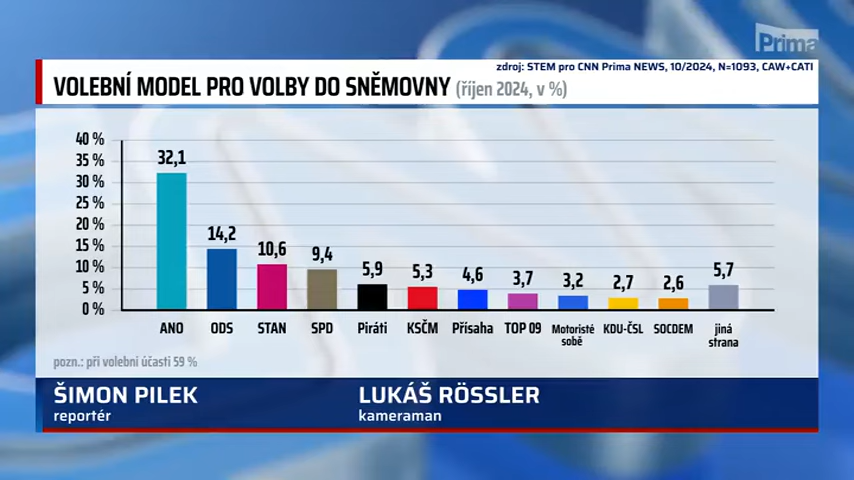 Prima
zdroj: STEM pro CNN Prima NEWS, 10/2024, N=1093, CAW+CATI
VOLEBNÍ MODEL PRO VOLBY DO SNĚMOVNY (říjen 2024, v %)
40 %
35 %
30 %
25 %
20 %
15 %
10 %
5 %
0 %
32,1
14,2
10,6
9,4
5,9
5,3
4,6
3,7
3,2
2,7
2,6
5,7
ANO
ODS
STAN
SPD
Piráti
KSČM
Přísaha
TOP 09
Motoristé
sobě
KDU-ČSL
SOCDEM
jiná
strana
pozn.: při volební účasti 59 %
ŠIMON PILEK
reportér
LUKÁŠ RÖSSLER
kameraman